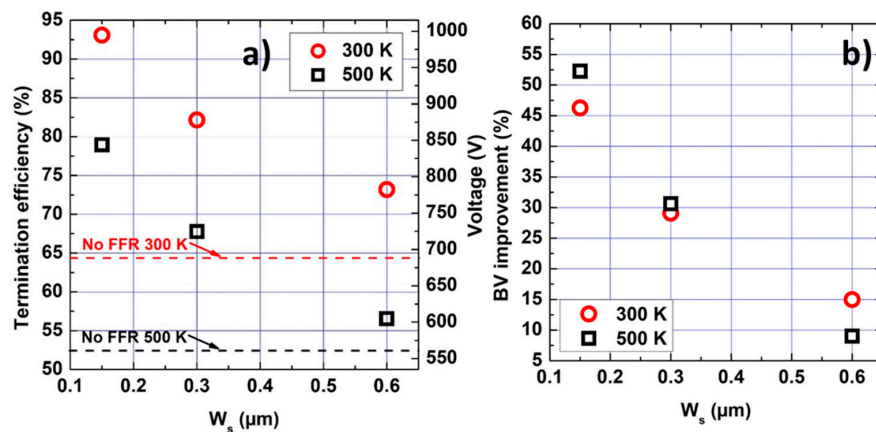 a)
300 K
500 K
Termination efficiency (%)
95
90
85
80
75
70
65
60
55
50
No FFR 300 K
No FFR 500 K
1000
950
900
850
800
750
700
650
600
550
Voltage (V)
0.1 0.2 0.3 0.4 0.5 0.6
Ws (µm)
b)
BV improvement (%)
60
55
50
45
40
35
30
25
20
15
10
5
300 K
500 K
0.1 0.2 0.3 0.4 0.5 0.6
Ws (µm)